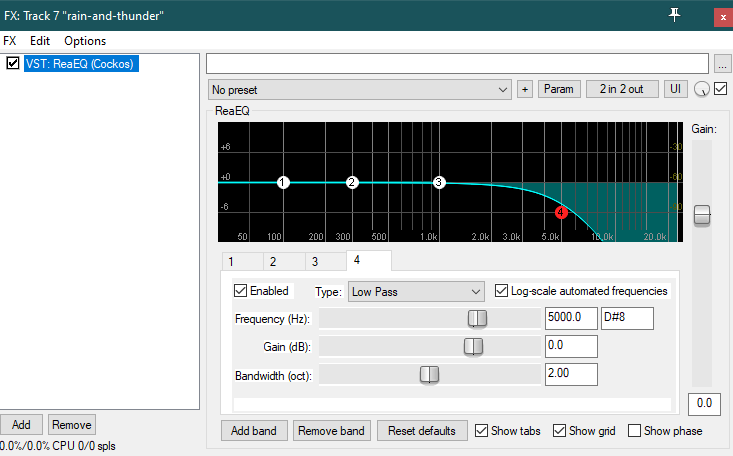 FX: Track 7 "rain-and-thunder"
x
FX Edit Options
VST: ReaEQ (Cockos)
...
No preset + Param 2 in 2 out UI
ReaEQ
Gain:
+6 -30
+0 -60
-6 -90
1 2 3 4
50 100 200 300 500 1.0k 2.0k 3.0k 5.0k 10.0k 20.0k
1 2 3 4
Enabled Type: Low Pass Log-scale automated frequencies
Frequency (Hz): 5000.0 D#8
Gain (dB): 0.0
Bandwidth (oct): 2.00
0.0
Add Remove Add band Remove band Reset defaults Show tabs Show grid Show phase
0.0%/0.0% CPU 0/0 spls